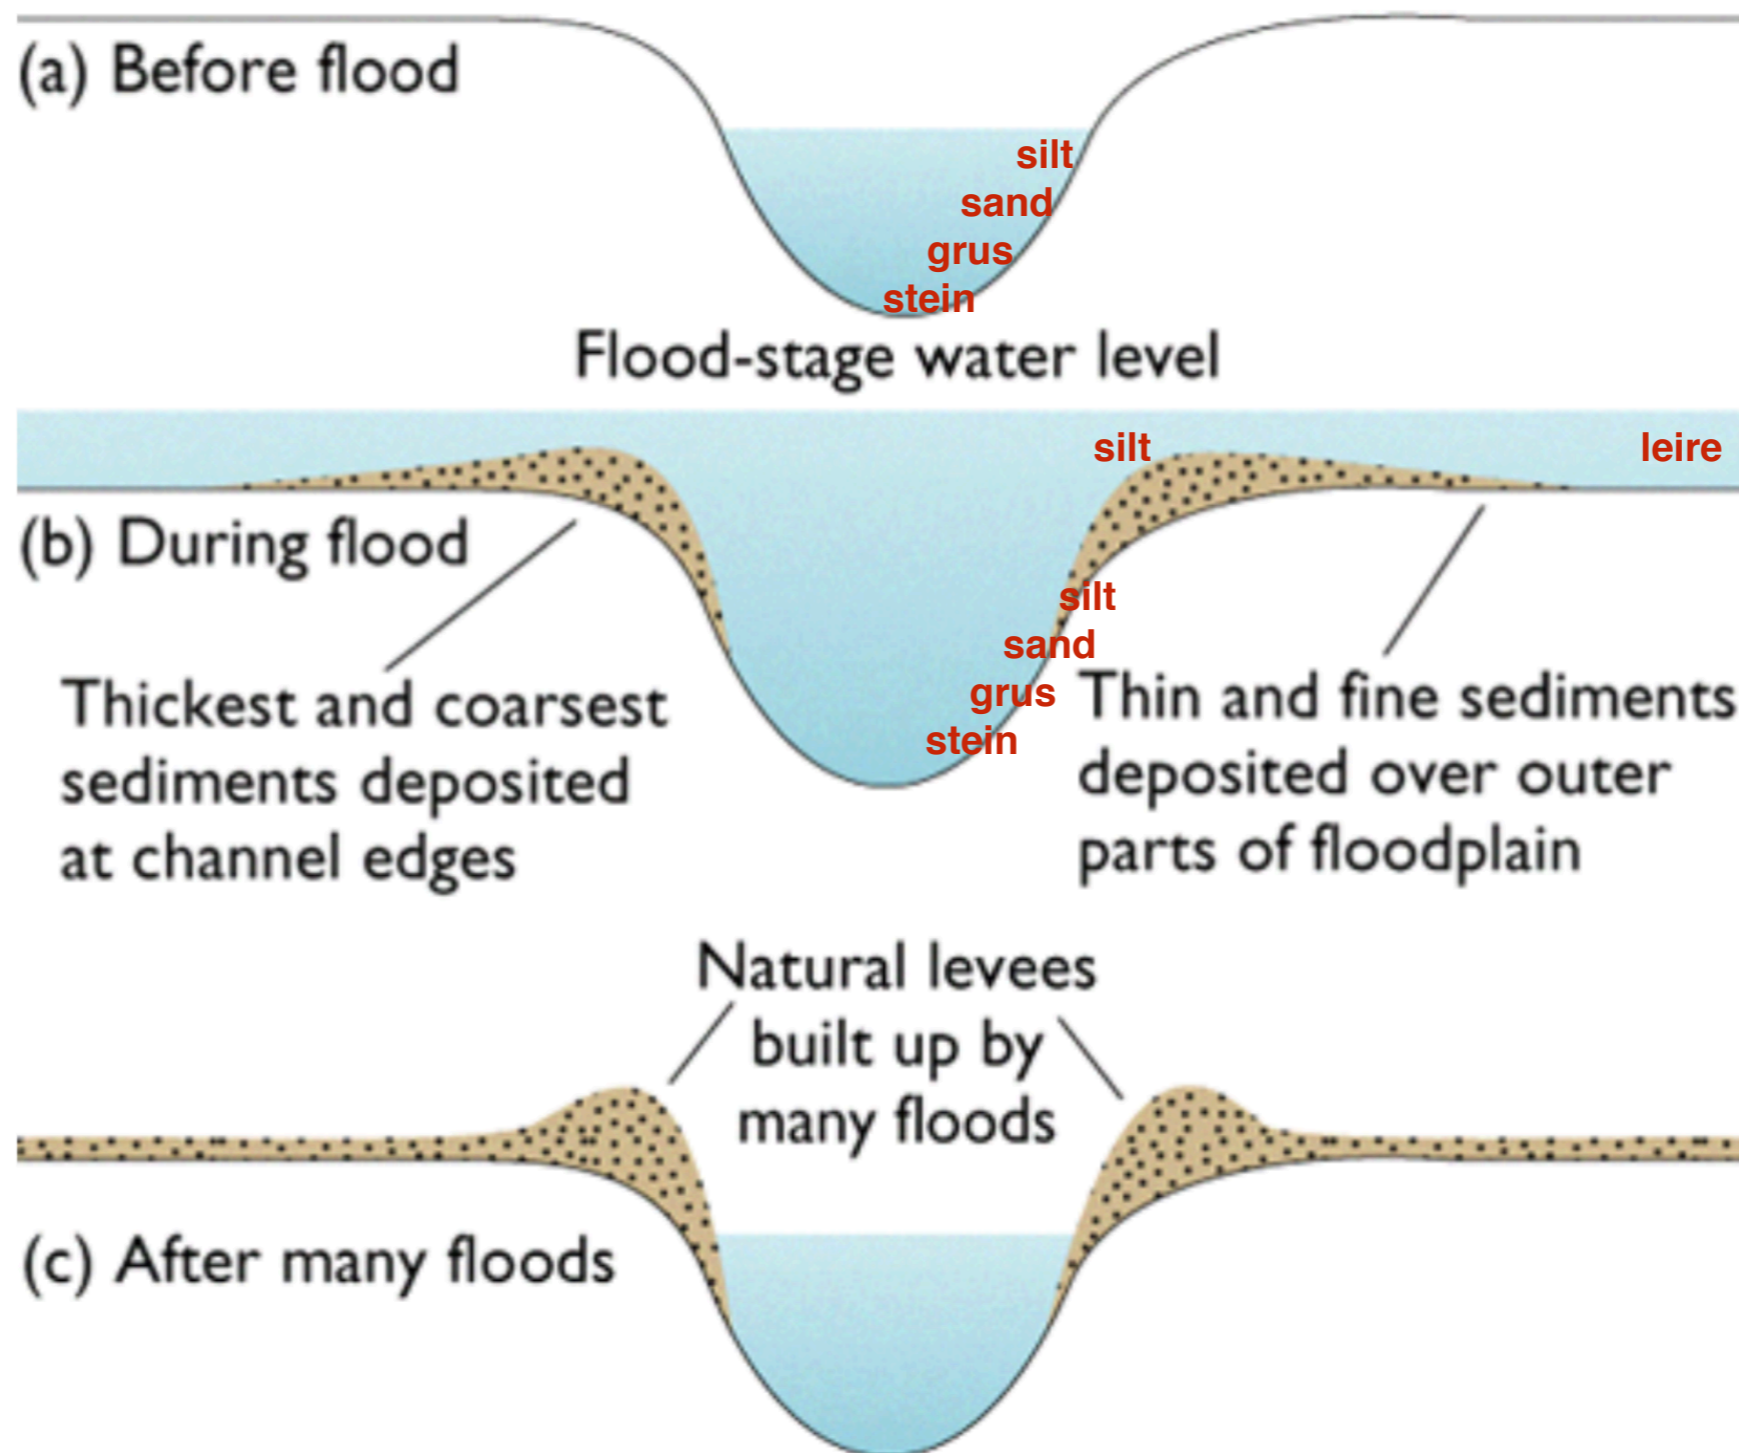 (a) Before flood
silt
sand
grus
stein
Flood-stage water level
silt
leire
(b) During flood
silt
sand
grus
stein
Thickest and coarsest
sediments deposited
at channel edges
Thin and fine sediments
deposited over outer
parts of floodplain
Natural levees
built up by
many floods
(c) After many floods